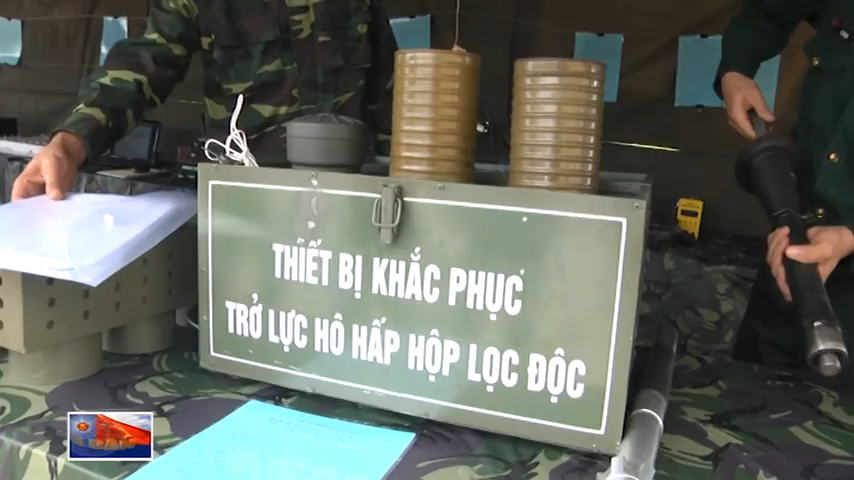 THIẾT BỊ KHẮC PHỤC
TRỞ LỰC HÔ HẤP HỘP LỌC ĐỘC